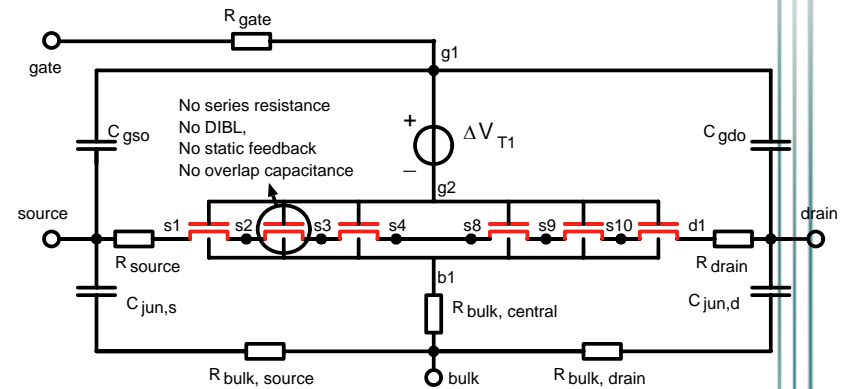 R gate
gate
g1
No series resistance
No DIBL,
No static feedback
No overlap capacitance
C gso
+
ΔV T1
−
C gdo
g2
source
s1
s2
s3
s4
s8
s9
s10
d1
drain
R source
R drain
b1
C jun,s
R bulk, central
C jun,d
R bulk, source
bulk
R bulk, drain